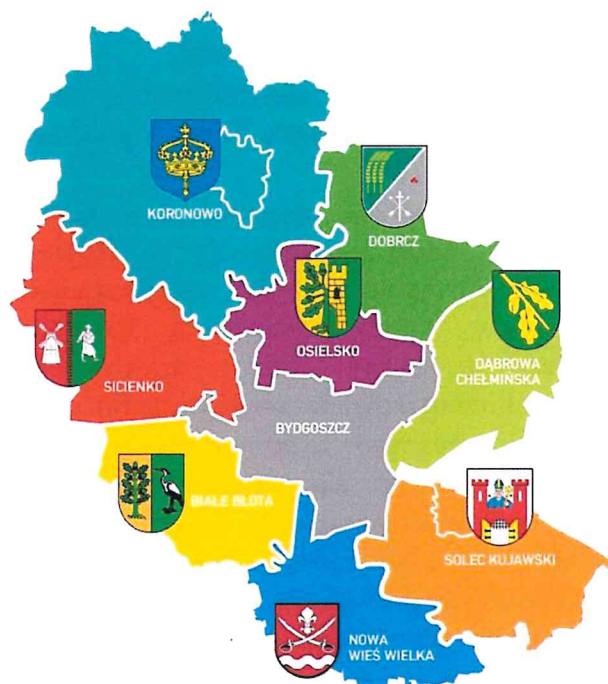 KORONOWO
DOBRCZ
OSIELSKO
DĄBROWA
CHEŁMIŃSKA
SICIENKO
BYDGOSZCZ
BIAŁE BŁOTA
SOLEC KUJAWSKI
NOWA
WIEŚ WIELKA